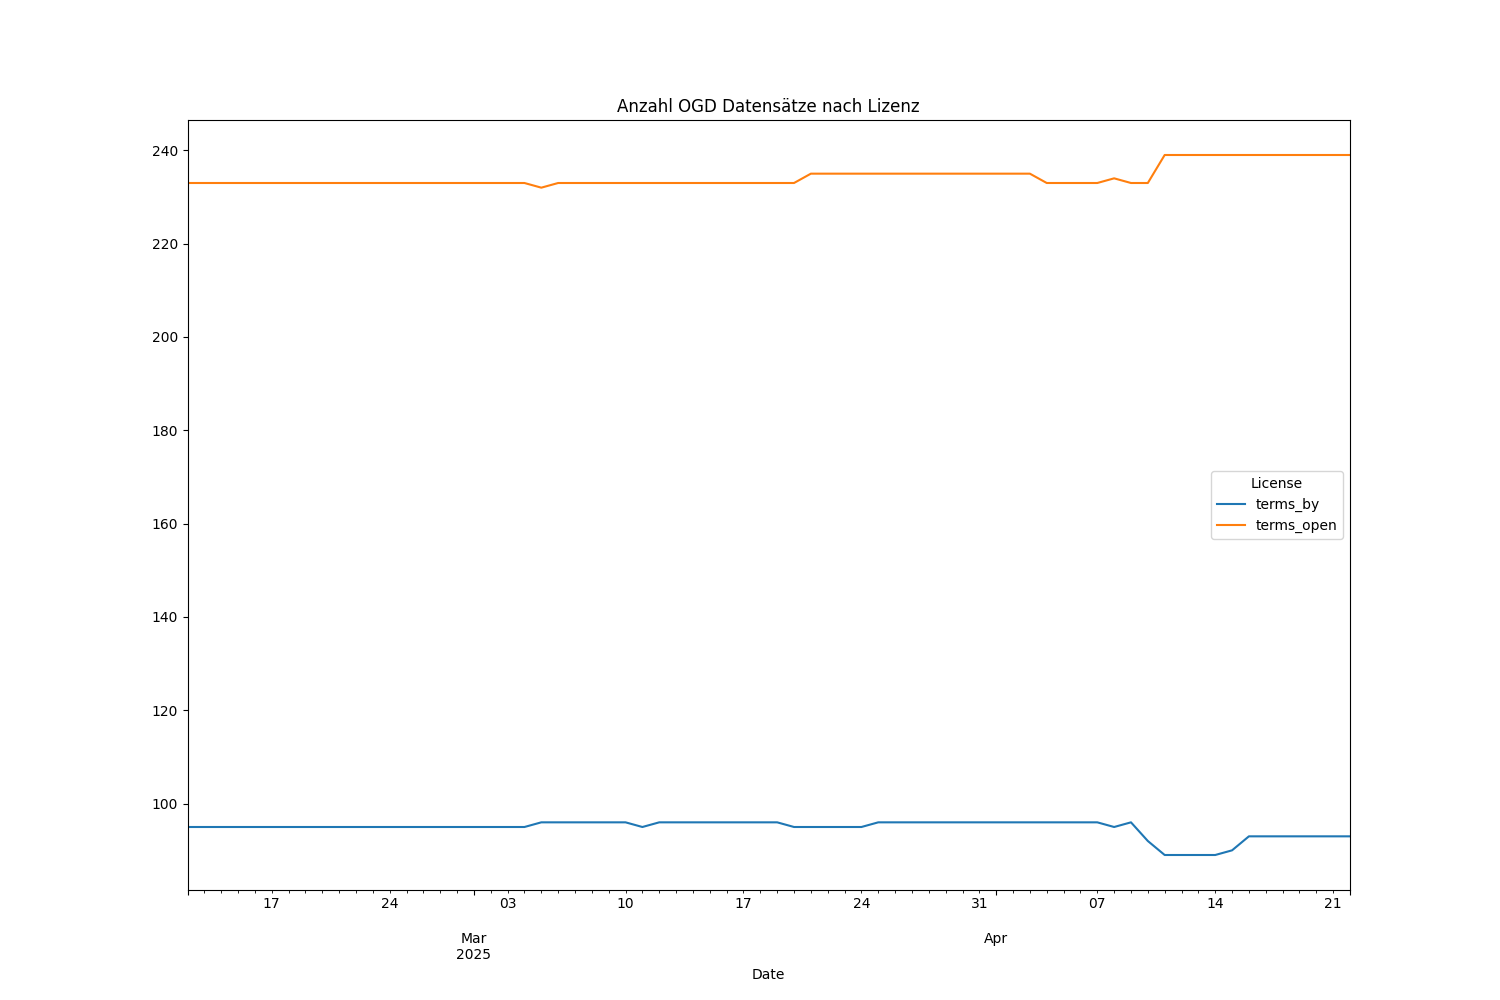 Anzahl OGD Datensätze nach Lizenz
240
220
200
180
160
140
120
100
License
terms_by
terms_open
17 24 03 10 17 24 31 07 14 21
Mar Apr
2025
Date